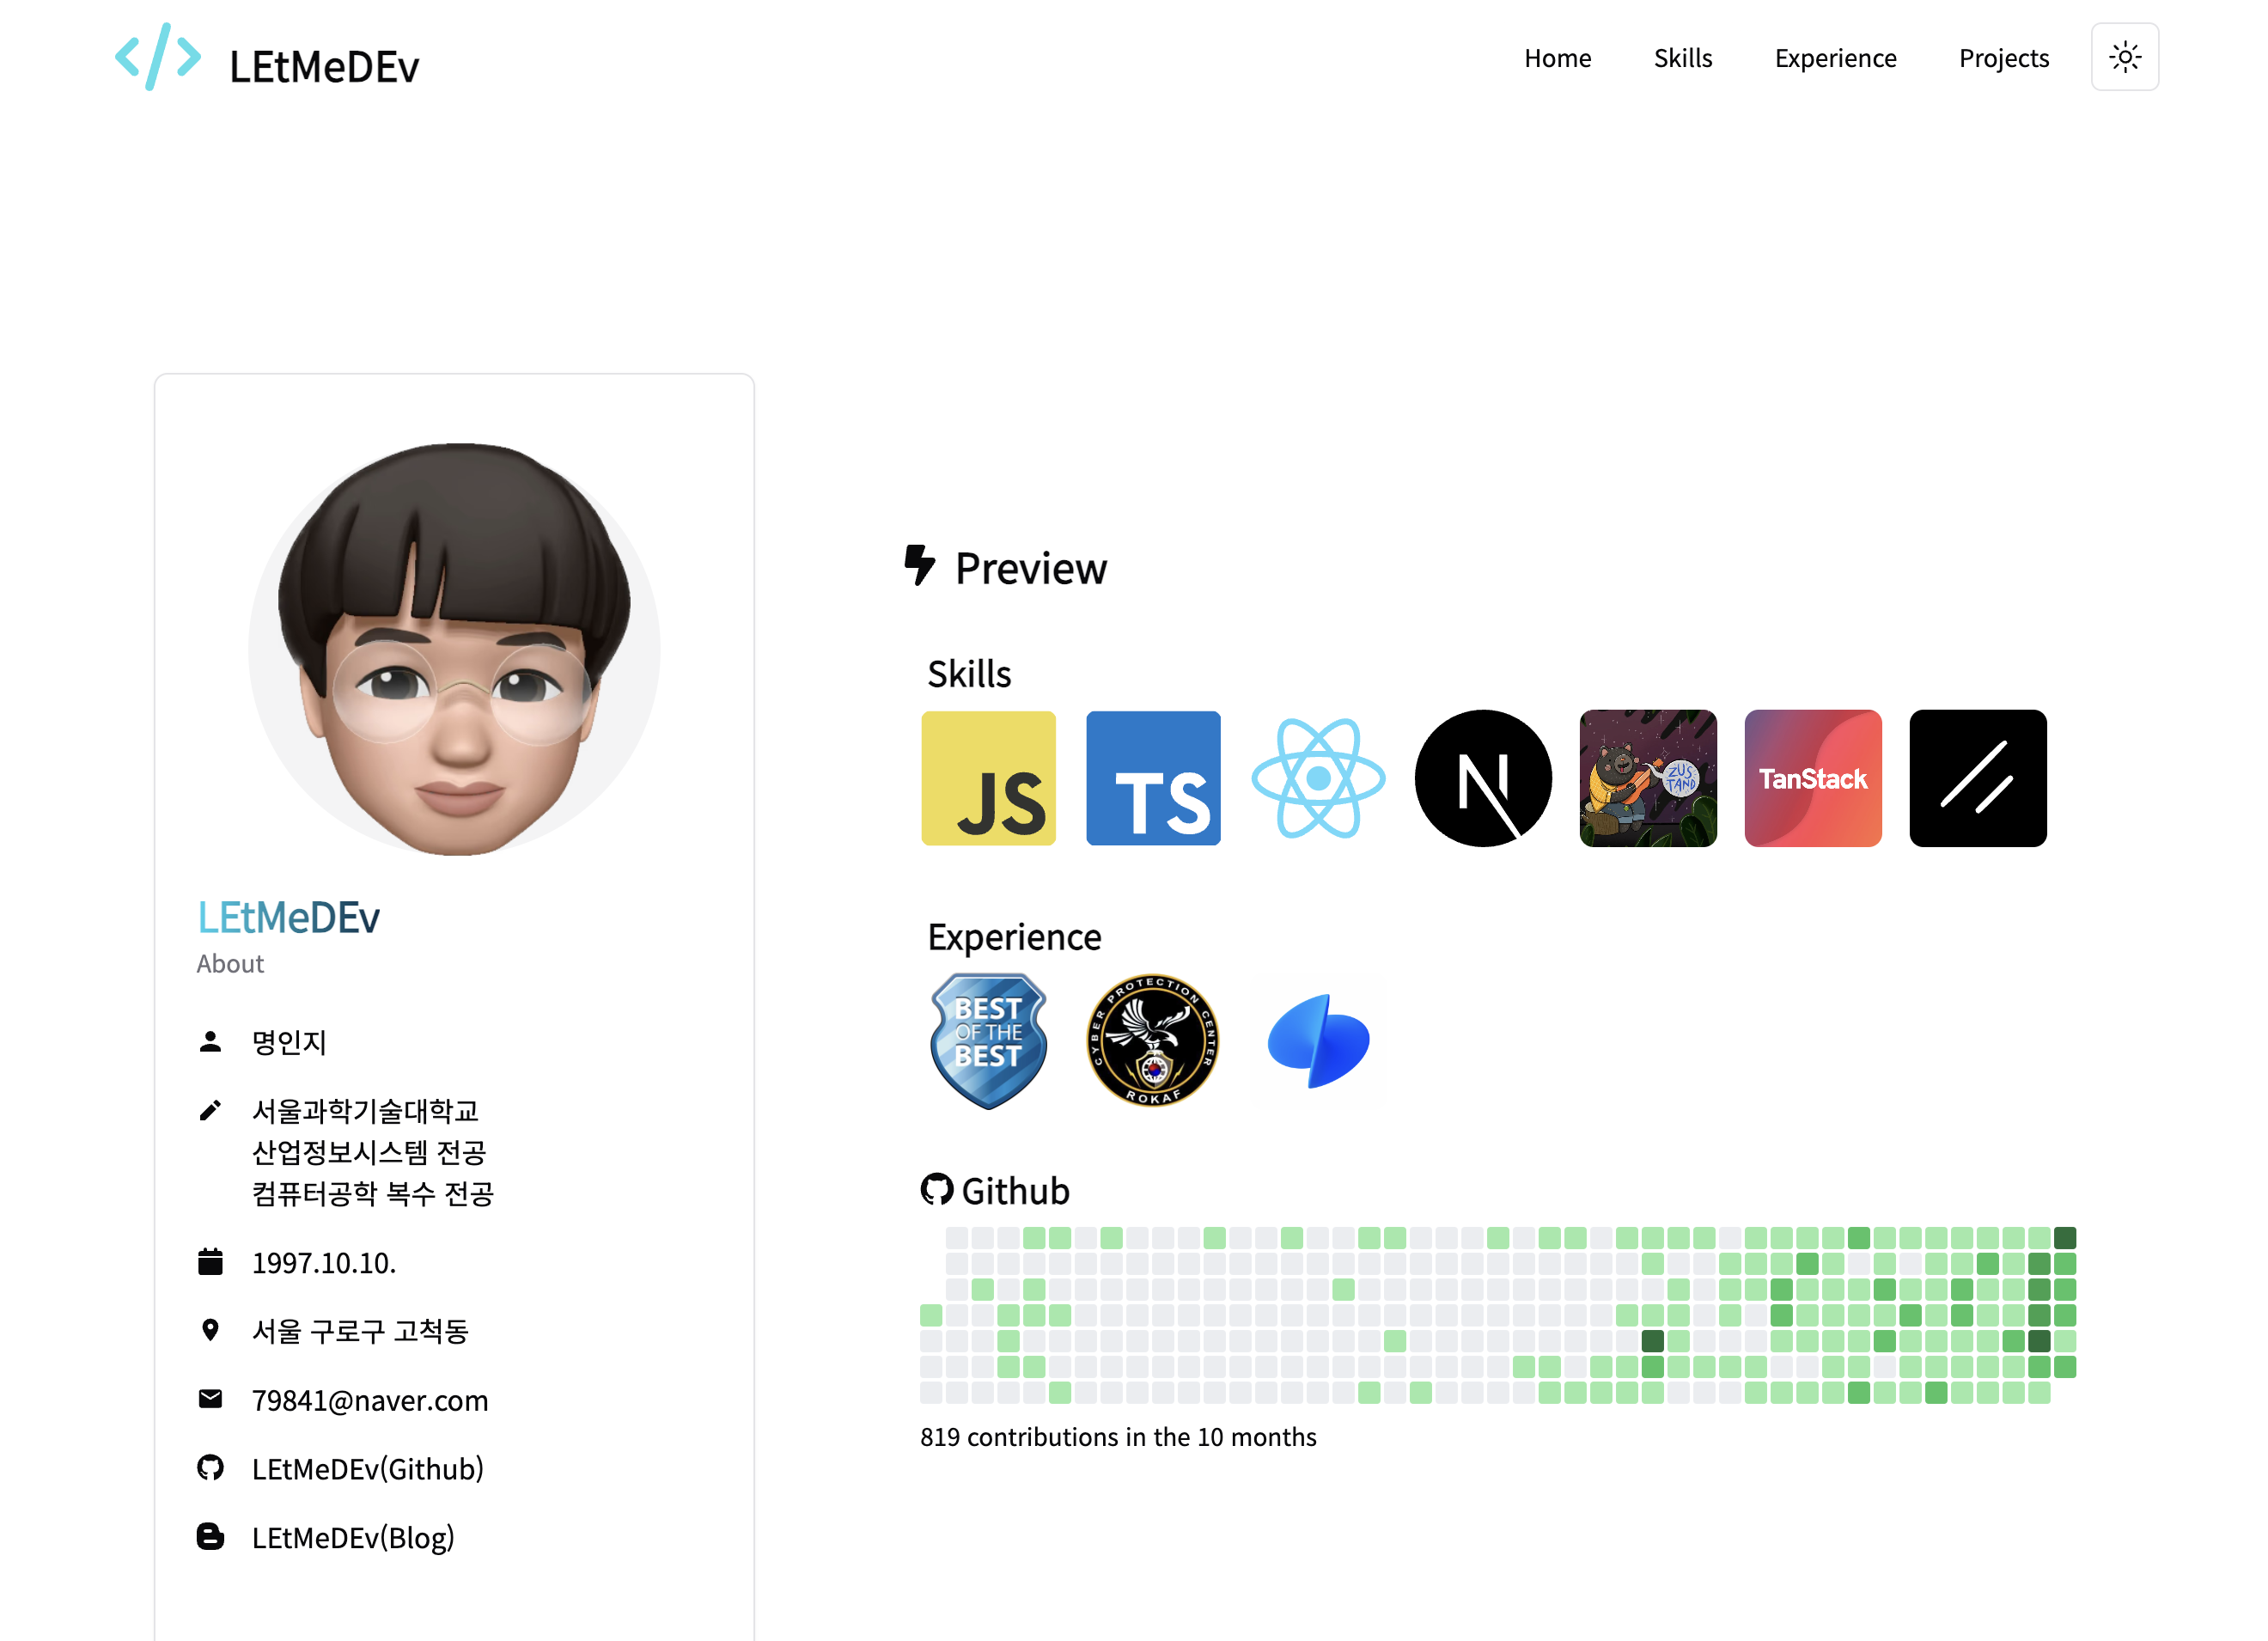 LEtMeDEv
Home
Skills
Experience
Projects
LEtMeDEv
About
명인지
서울과학기술대학교
산업정보시스템 전공
컴퓨터공학 복수 전공
1997.10.10.
서울 구로구 고척동
79841@naver.com
LEtMeDEv(Github)
LEtMeDEv(Blog)
Preview
Skills
JS
TS
N
ZUS
TAND
TanStack
Experience
BEST
OF THE
BEST
CYBER PROTECTION CENTER
ROKAF
Github
819 contributions in the 10 months